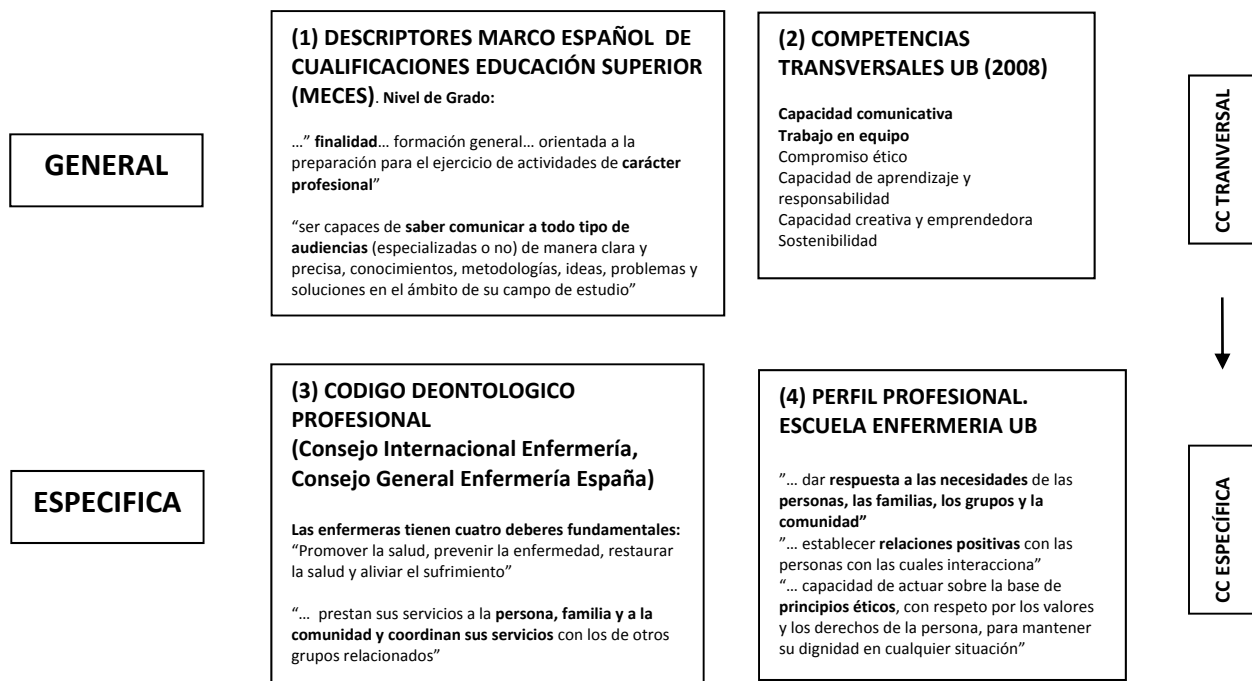 GENERAL
(1) DESCRIPTORES MARCO ESPAÑOL DE
CUALIFICACIONES EDUCACIÓN SUPERIOR
(MECES). Nivel de Grado:
…” finalidad… formación general… orientada a la
preparación para el ejercicio de actividades de carácter
profesional”
“ser capaces de saber comunicar a todo tipo de
audiencias (especializadas o no) de manera clara y
precisa, conocimientos, metodologías, ideas, problemas y
soluciones en el ámbito de su campo de estudio”
(2) COMPETENCIAS
TRANSVERSALES UB (2008)
Capacidad comunicativa
Trabajo en equipo
Compromiso ético
Capacidad de aprendizaje y
responsabilidad
Capacidad creativa y emprendedora
Sostenibilidad
CC TRANVERSAL
ESPECIFICA
(3) CODIGO DEONTOLOGICO
PROFESIONAL
(Consejo Internacional Enfermería,
Consejo General Enfermería España)
Las enfermeras tienen cuatro deberes fundamentales:
“Promover la salud, prevenir la enfermedad, restaurar
la salud y aliviar el sufrimiento”
“… prestan sus servicios a la persona, familia y a la
comunidad y coordinan sus servicios con los de otros
grupos relacionados”
(4) PERFIL PROFESIONAL.
ESCUELA ENFERMERIA UB
”… dar respuesta a las necesidades de las
personas, las familias, los grupos y la
comunidad”
”… establecer relaciones positivas con las
personas con las cuales interacciona”
“… capacidad de actuar sobre la base de
principios éticos, con respeto por los valores
y los derechos de la persona, para mantener
su dignidad en cualquier situación”
CC ESPECÍFICA